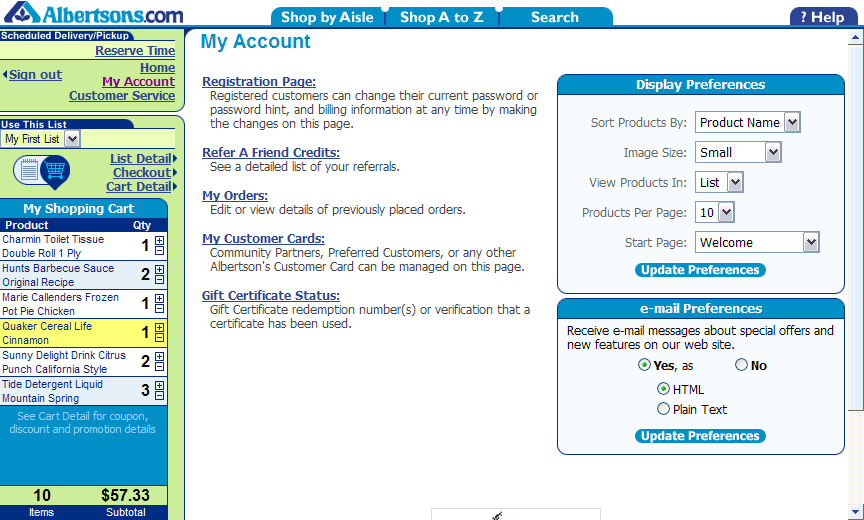 Albertsons.com
Shop by Aisle
Shop A to Z
Search
? Help
Scheduled Delivery/Pickup
Reserve Time
Sign out
Home
My Account
Customer Service
Use This List
My First List
List Detail
Checkout
Cart Detail
My Shopping Cart
Product Qty
Charmin Toilet Tissue
Double Roll 1 Ply
1
Hunts Barbecue Sauce
Original Recipe
2
Marie Callenders Frozen
Pot Pie Chicken
1
Quaker Cereal Life
Cinnamon
1
Sunny Delight Drink Citrus
Punch California Style
2
Tide Detergent Liquid
Mountain Spring
3
See Cart Detail for coupon,
discount and promotion details
10 $57.33
Items Subtotal
My Account
Registration Page:
Registered customers can change their current password or
password hint, and billing information at any time by making
the changes on this page.
Refer A Friend Credits:
See a detailed list of your referrals.
My Orders:
Edit or view details of previously placed orders.
My Customer Cards:
Community Partners, Preferred Customers, or any other
Albertson's Customer Card can be managed on this page.
Gift Certificate Status:
Gift Certificate redemption number(s) or verification that a
certificate has been used.
Display Preferences
Sort Products By: Product Name
Image Size: Small
View Products In: List
Products Per Page: 10
Start Page: Welcome
Update Preferences
e-mail Preferences
Receive e-mail messages about special offers and
new features on our web site.
Yes, as No
HTML
Plain Text
Update Preferences